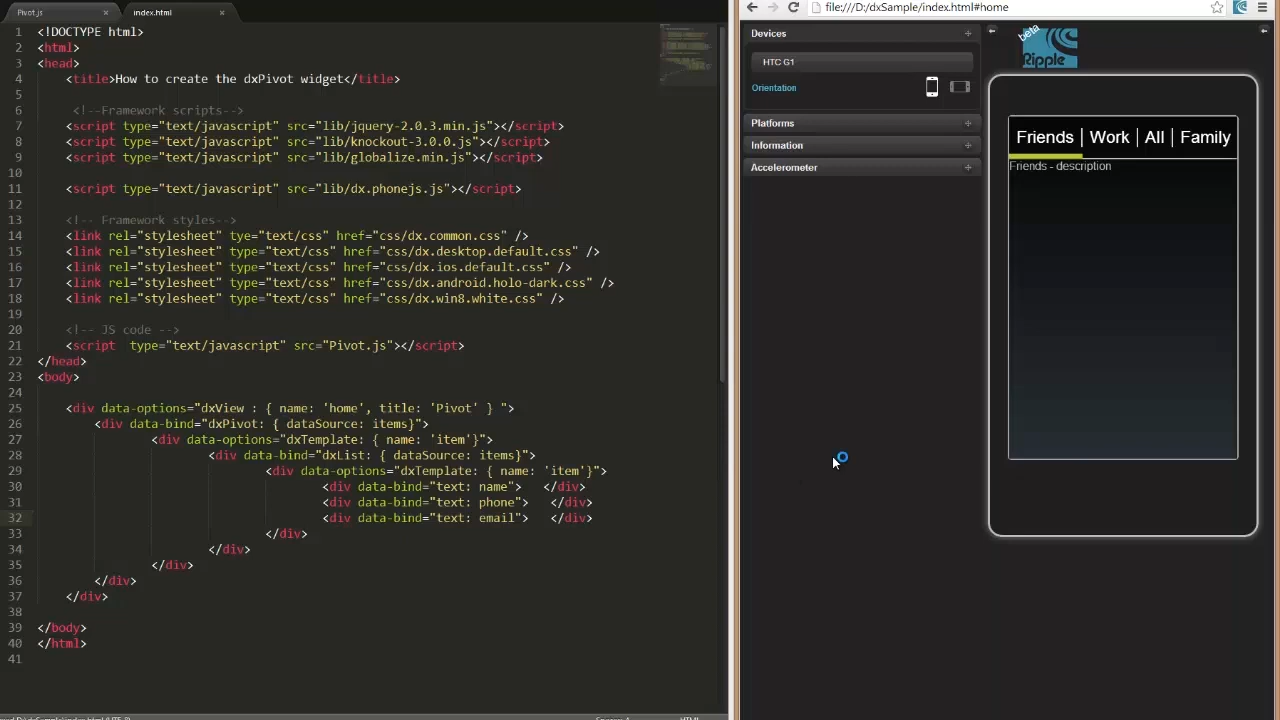 Pivot.js × index.html ×
1 <!DOCTYPE html>
2 <html>
3 <head>
4 <title>How to create the dxPivot widget</title>
5
6 <!--Framework scripts-->
7 <script type="text/javascript" src="lib/jquery-2.0.3.min.js"></script>
8 <script type="text/javascript" src="lib/knockout-3.0.0.js"></script>
9 <script type="text/javascript" src="lib/globalize.min.js"></script>
10
11 <script type="text/javascript" src="lib/dx.phonejs.js"></script>
12
13 <!-- Framework styles-->
14 <link rel="stylesheet" tye="text/css" href="css/dx.common.css" />
15 <link rel="stylesheet" type="text/css" href="css/dx.desktop.default.css" />
16 <link rel="stylesheet" type="text/css" href="css/dx.ios.default.css" />
17 <link rel="stylesheet" type="text/css" href="css/dx.android.holo-dark.css" />
18 <link rel="stylesheet" type="text/css" href="css/dx.win8.white.css" />
19
20 <!-- JS code -->
21 <script type="text/javascript" src="Pivot.js"></script>
22 </head>
23 <body>
24
25 <div data-options="dxView : { name: 'home', title: 'Pivot' } ">
26 <div data-bind="dxPivot: { dataSource: items}">
27 <div data-options="dxTemplate: { name: 'item'}">
28 <div data-bind="dxList: { dataSource: items}">
29 <div data-options="dxTemplate: { name: 'item'}">
30 <div data-bind="text: name"> </div>
31 <div data-bind="text: phone"> </div>
32 <div data-bind="text: email"> </div>
33 </div>
34 </div>
35 </div>
36 </div>
37 </div>
38
39 </body>
40 </html>
41
file:///D:/dxSample/index.html#home
Devices
HTC G1
Orientation
Platforms
Information
Accelerometer
beta
Ripple
Friends | Work | All | Family
Friends - description